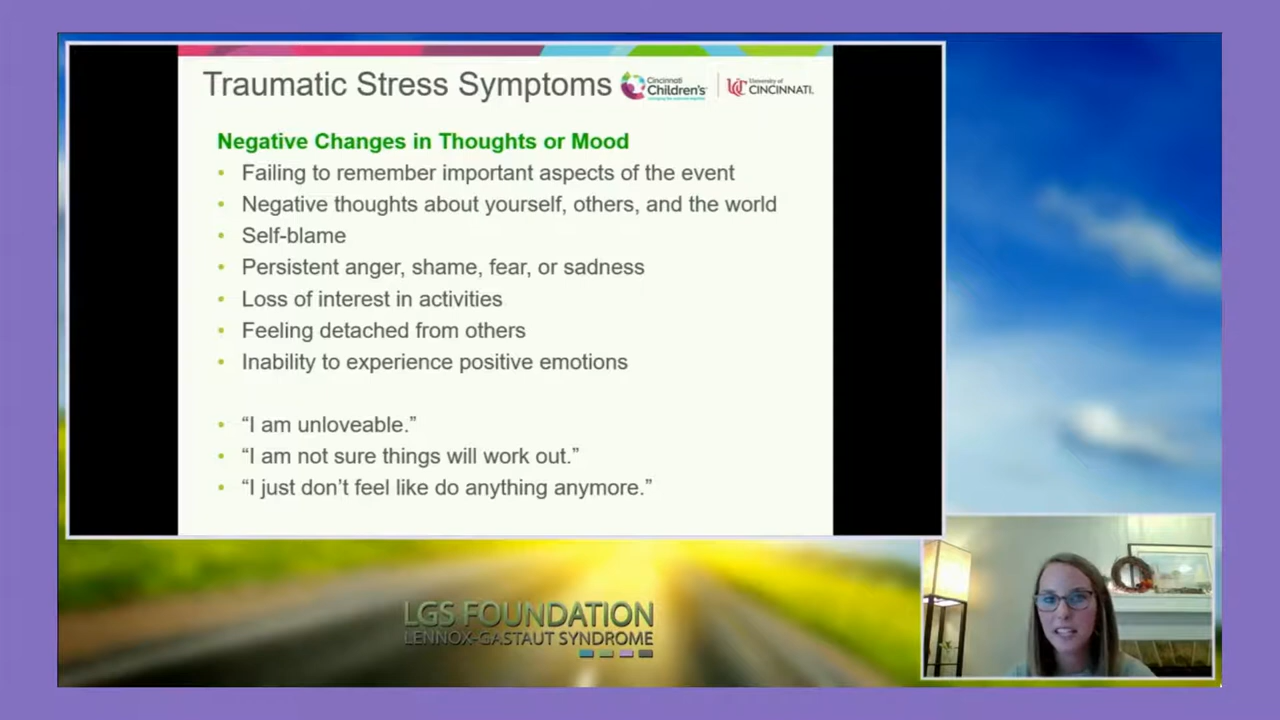 Traumatic Stress Symptoms
Cincinnati
Children's
University of
CINCINNATI.
Negative Changes in Thoughts or Mood
• Failing to remember important aspects of the event
• Negative thoughts about yourself, others, and the world
• Self-blame
• Persistent anger, shame, fear, or sadness
• Loss of interest in activities
• Feeling detached from others
• Inability to experience positive emotions
• “I am unloveable.”
• “I am not sure things will work out.”
• “I just don’t feel like do anything anymore.”
LGS FOUNDATION
LENNOX-GASTAUT SYNDROME